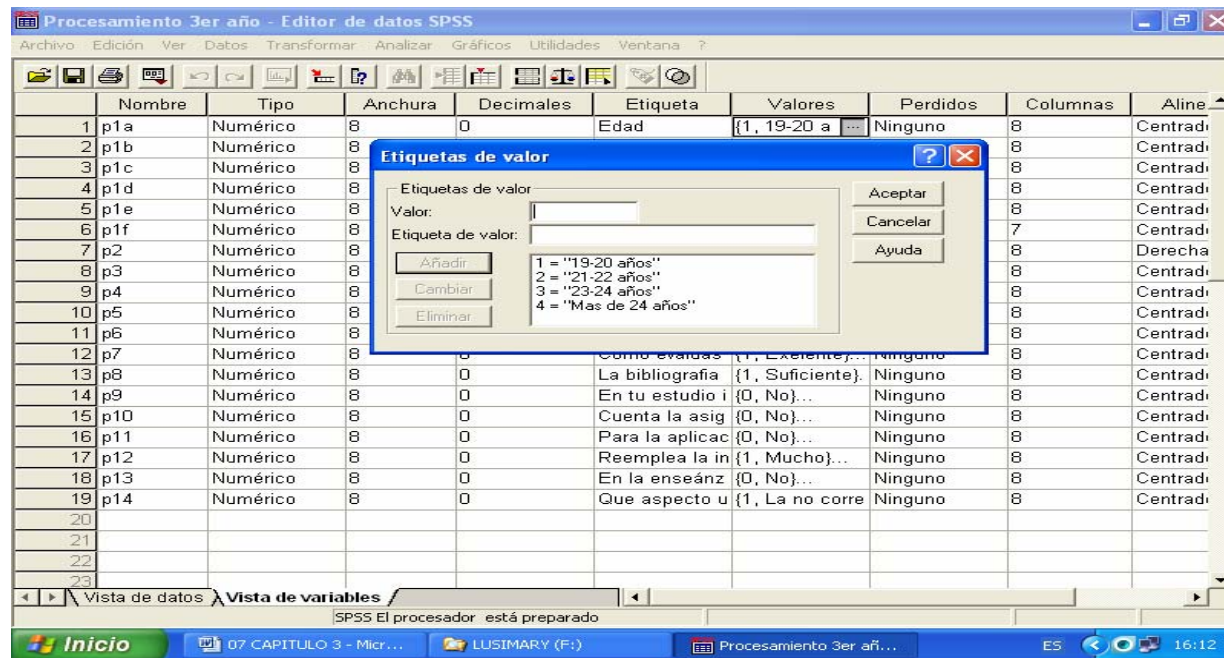 Procesamiento 3er año - Editor de datos SPSS
Archivo Edición Ver Datos Transformar Analizar Gráficos Utilidades Ventana ?
Nombre Tipo Anchura Decimales Etiqueta Valores Perdidos Columnas Aline
1 p1a Numérico 8 0 Edad {1, 19-20 a ... Ninguno 8 Centrad
2 p1b Numérico 8 8 Centrad
3 p1c Numérico 8 8 Centrad
4 p1d Numérico 8 8 Centrad
5 p1e Numérico 8 8 Centrad
6 p1f Numérico 8 7 Centrad
7 p2 Numérico 8 8 Derecha
8 p3 Numérico 8 8 Centrad
9 p4 Numérico 8 8 Centrad
10 p5 Numérico 8 8 Centrad
11 p6 Numérico 8 8 Centrad
12 p7 Numérico 8 0 Como evaluas {1, Exelente}... Ninguno 8 Centrad
13 p8 Numérico 8 0 La bibliografia {1, Suficiente}. Ninguno 8 Centrad
14 p9 Numérico 8 0 En tu estudio i {0, No}... Ninguno 8 Centrad
15 p10 Numérico 8 0 Cuenta la asig {0, No}... Ninguno 8 Centrad
16 p11 Numérico 8 0 Para la aplicac {0, No}... Ninguno 8 Centrad
17 p12 Numérico 8 0 Reemplea la in {1, Mucho}... Ninguno 8 Centrad
18 p13 Numérico 8 0 En la enseánz {0, No}... Ninguno 8 Centrad
19 p14 Numérico 8 0 Que aspecto u {1, La no corre Ninguno 8 Centrad
20
21
22
23
Etiquetas de valor
Etiquetas de valor
Valor:
Etiqueta de valor:
Añadir
Cambiar
Eliminar
1 = "19-20 años"
2 = "21-22 años"
3 = "23-24 años"
4 = "Mas de 24 años"
Aceptar
Cancelar
Ayuda
Vista de datos Vista de variables
SPSS El procesador está preparado
Inicio 07 CAPITULO 3 - Micr... LUSIMARY (F:) Procesamiento 3er añ... ES 16:12